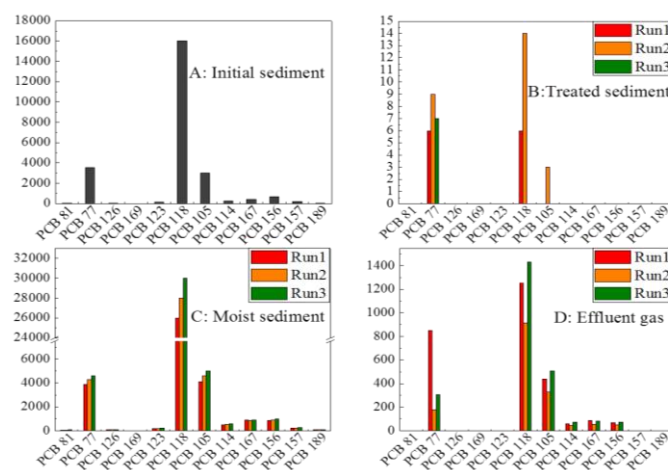 18000
16000
14000
12000
10000
8000
6000
4000
2000
0
A: Initial sediment
PCB 81
PCB 77
PCB 126
PCB 169
PCB 123
PCB 118
PCB 105
PCB 114
PCB 167
PCB 156
PCB 157
PCB 189
15
14
13
12
11
10
9
8
7
6
5
4
3
2
1
0
Run1
Run2
Run3
B:Treated sediment
PCB 81
PCB 77
PCB 126
PCB 169
PCB 123
PCB 118
PCB 105
PCB 114
PCB 167
PCB 156
PCB 157
PCB 189
32000
30000
28000
26000
24000
6000
4000
2000
0
Run1
Run2
Run3
C: Moist sediment
PCB 81
PCB 77
PCB 126
PCB 169
PCB 123
PCB 118
PCB 105
PCB 114
PCB 167
PCB 156
PCB 157
PCB 189
1400
1200
1000
800
600
400
200
0
Run1
Run2
Run3
D: Effluent gas
PCB 81
PCB 77
PCB 126
PCB 169
PCB 123
PCB 118
PCB 105
PCB 114
PCB 167
PCB 156
PCB 157
PCB 189